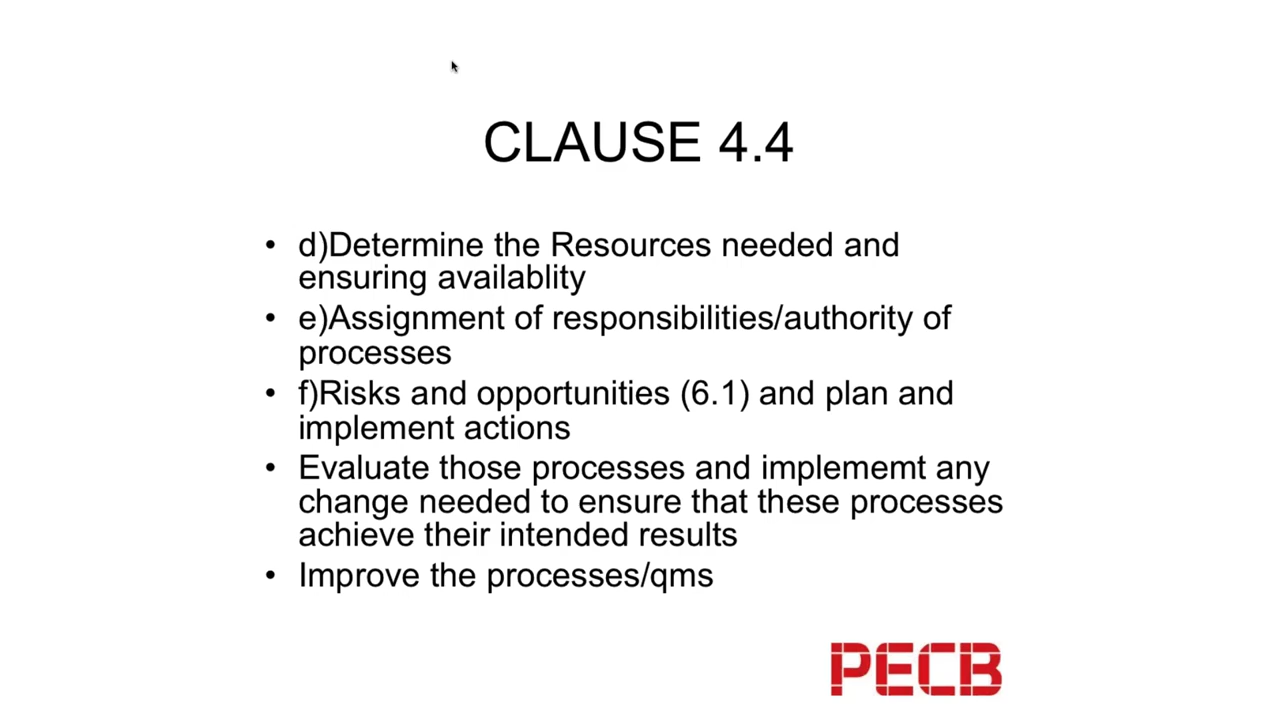 CLAUSE 4.4
• d)Determine the Resources needed and
ensuring availablity
• e)Assignment of responsibilities/authority of
processes
• f)Risks and opportunities (6.1) and plan and
implement actions
• Evaluate those processes and implememt any
change needed to ensure that these processes
achieve their intended results
• Improve the processes/qms
PECB